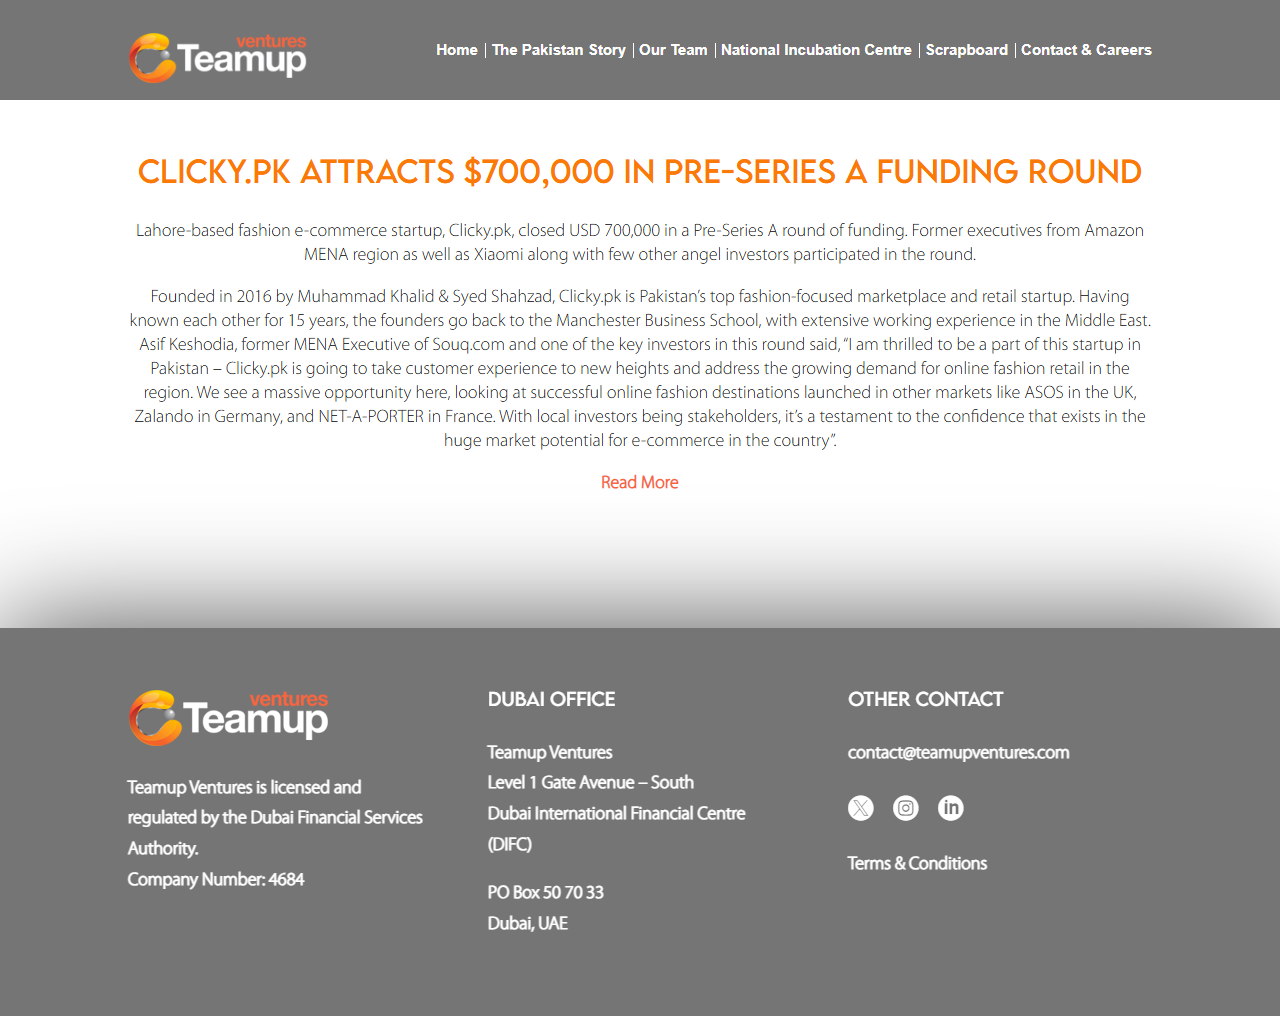 ventures
Teamup
Home | The Pakistan Story | Our Team | National Incubation Centre | Scrapboard | Contact & Careers
CLICKY.PK ATTRACTS $700,000 IN PRE-SERIES A FUNDING ROUND
Lahore-based fashion e-commerce startup, Clicky.pk, closed USD 700,000 in a Pre-Series A round of funding. Former executives from Amazon
MENA region as well as Xiaomi along with few other angel investors participated in the round.
Founded in 2016 by Muhammad Khalid & Syed Shahzad, Clicky.pk is Pakistan’s top fashion-focused marketplace and retail startup. Having
known each other for 15 years, the founders go back to the Manchester Business School, with extensive working experience in the Middle East.
Asif Keshodia, former MENA Executive of Souq.com and one of the key investors in this round said, “I am thrilled to be a part of this startup in
Pakistan – Clicky.pk is going to take customer experience to new heights and address the growing demand for online fashion retail in the
region. We see a massive opportunity here, looking at successful online fashion destinations launched in other markets like ASOS in the UK,
Zalando in Germany, and NET-A-PORTER in France. With local investors being stakeholders, it’s a testament to the confidence that exists in the
huge market potential for e-commerce in the country”.
Read More
ventures
Teamup
Teamup Ventures is licensed and
regulated by the Dubai Financial Services
Authority.
Company Number: 4684
DUBAI OFFICE
Teamup Ventures
Level 1 Gate Avenue – South
Dubai International Financial Centre
(DIFC)
PO Box 50 70 33
Dubai, UAE
OTHER CONTACT
contact@teamupventures.com
Terms & Conditions